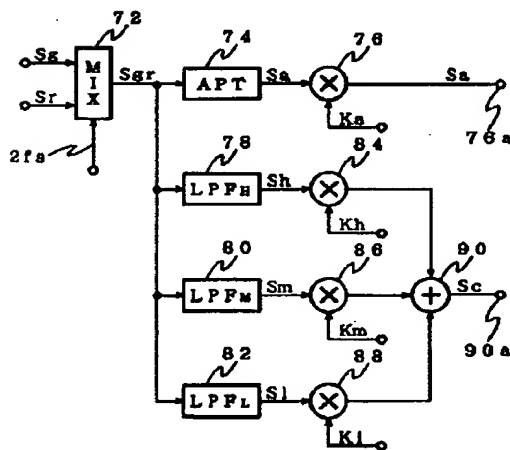 72
74
76
Sg
Sr
MIX
Sgr
APT
Sa
Sa
Ka
76a
2fs
78
84
LPFH
Sh
Kh
80
86
90
LPFM
Sm
Sc
Km
90a
82
88
LPFL
Sl
Kl